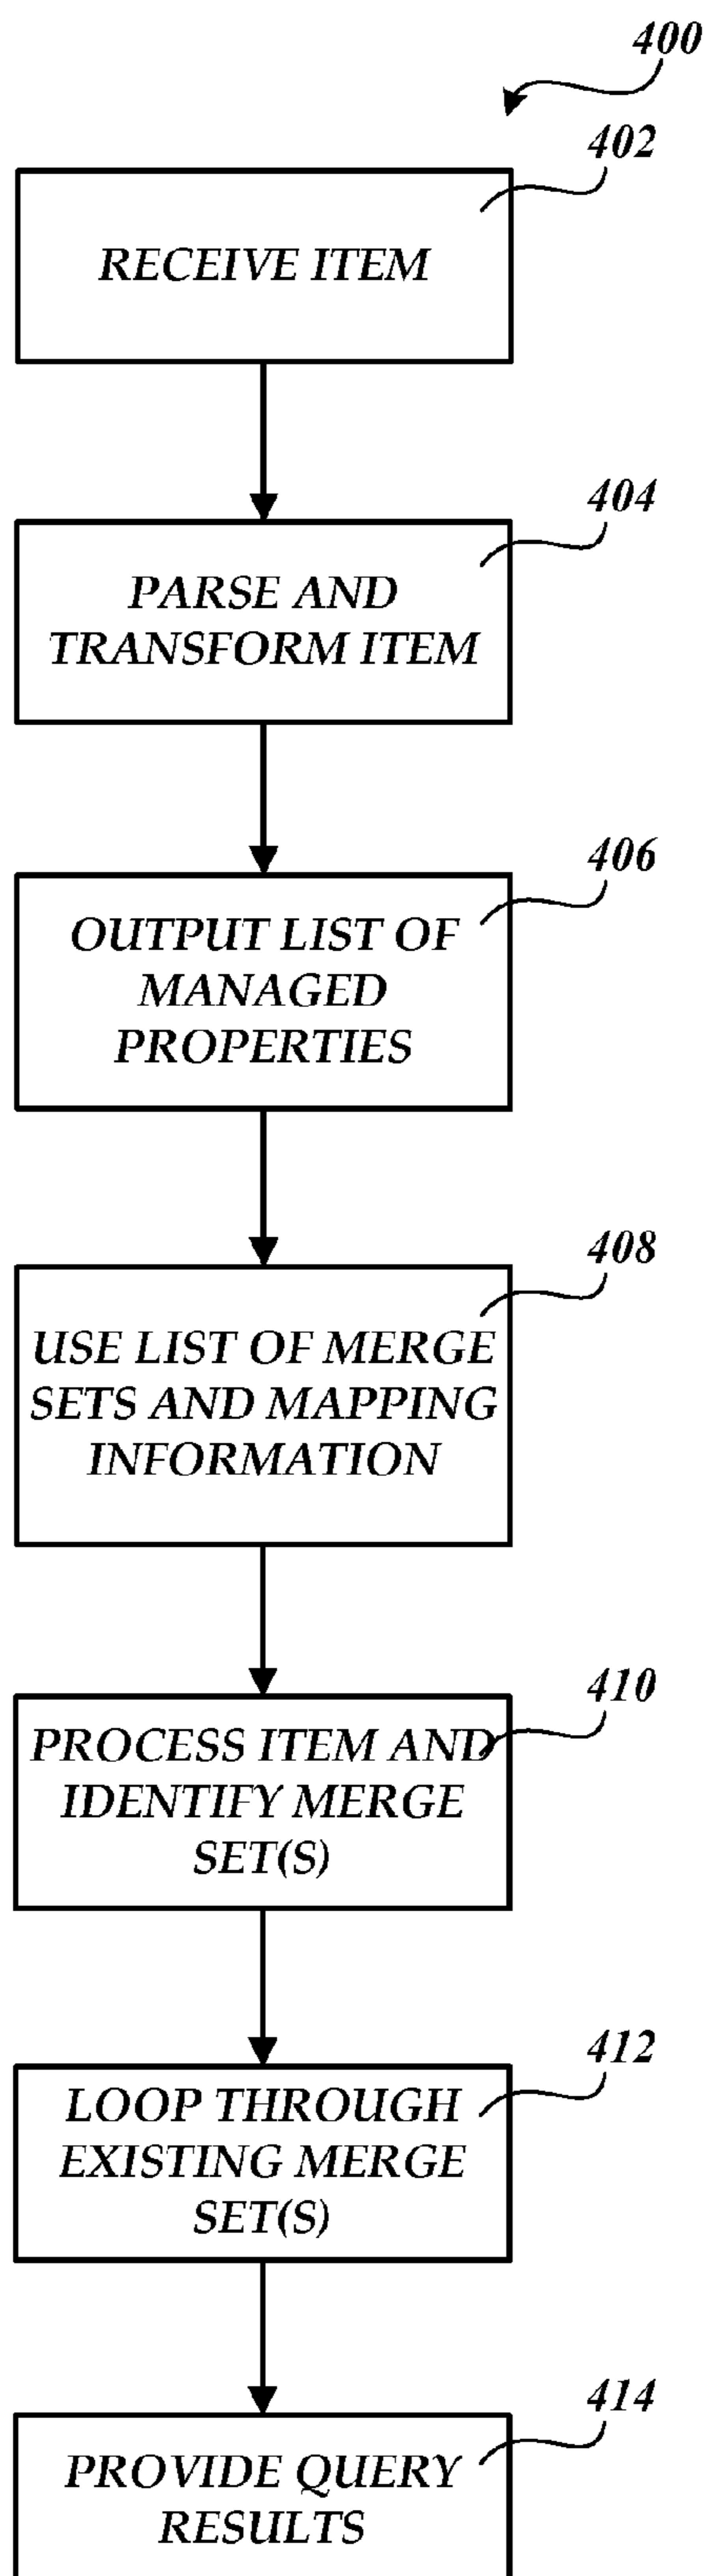 400
402
RECEIVE ITEM
404
PARSE AND
TRANSFORM ITEM
406
OUTPUT LIST OF
MANAGED
PROPERTIES
408
USE LIST OF MERGE
SETS AND MAPPING
INFORMATION
410
PROCESS ITEM AND
IDENTIFY MERGE
SET(S)
412
LOOP THROUGH
EXISTING MERGE
SET(S)
414
PROVIDE QUERY
RESULTS